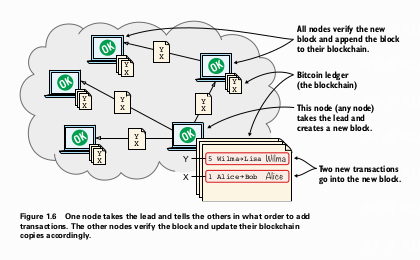 All nodes verify the new
block and append the block
to their blockchain.
OK
Y
X
OK
Y
X
Bitcoin ledger
(the blockchain)
OK
Y
X
Y
X
Y
X
This node (any node)
takes the lead and
creates a new block.
OK
Y
X
Y
X
OK
Y 5 Wilma→Lisa Wilma
X 1 Alice→Bob Alice
Two new transactions
go into the new block.
Figure 1.6 One node takes the lead and tells the others in what order to add
transactions. The other nodes verify the block and update their blockchain
copies accordingly.